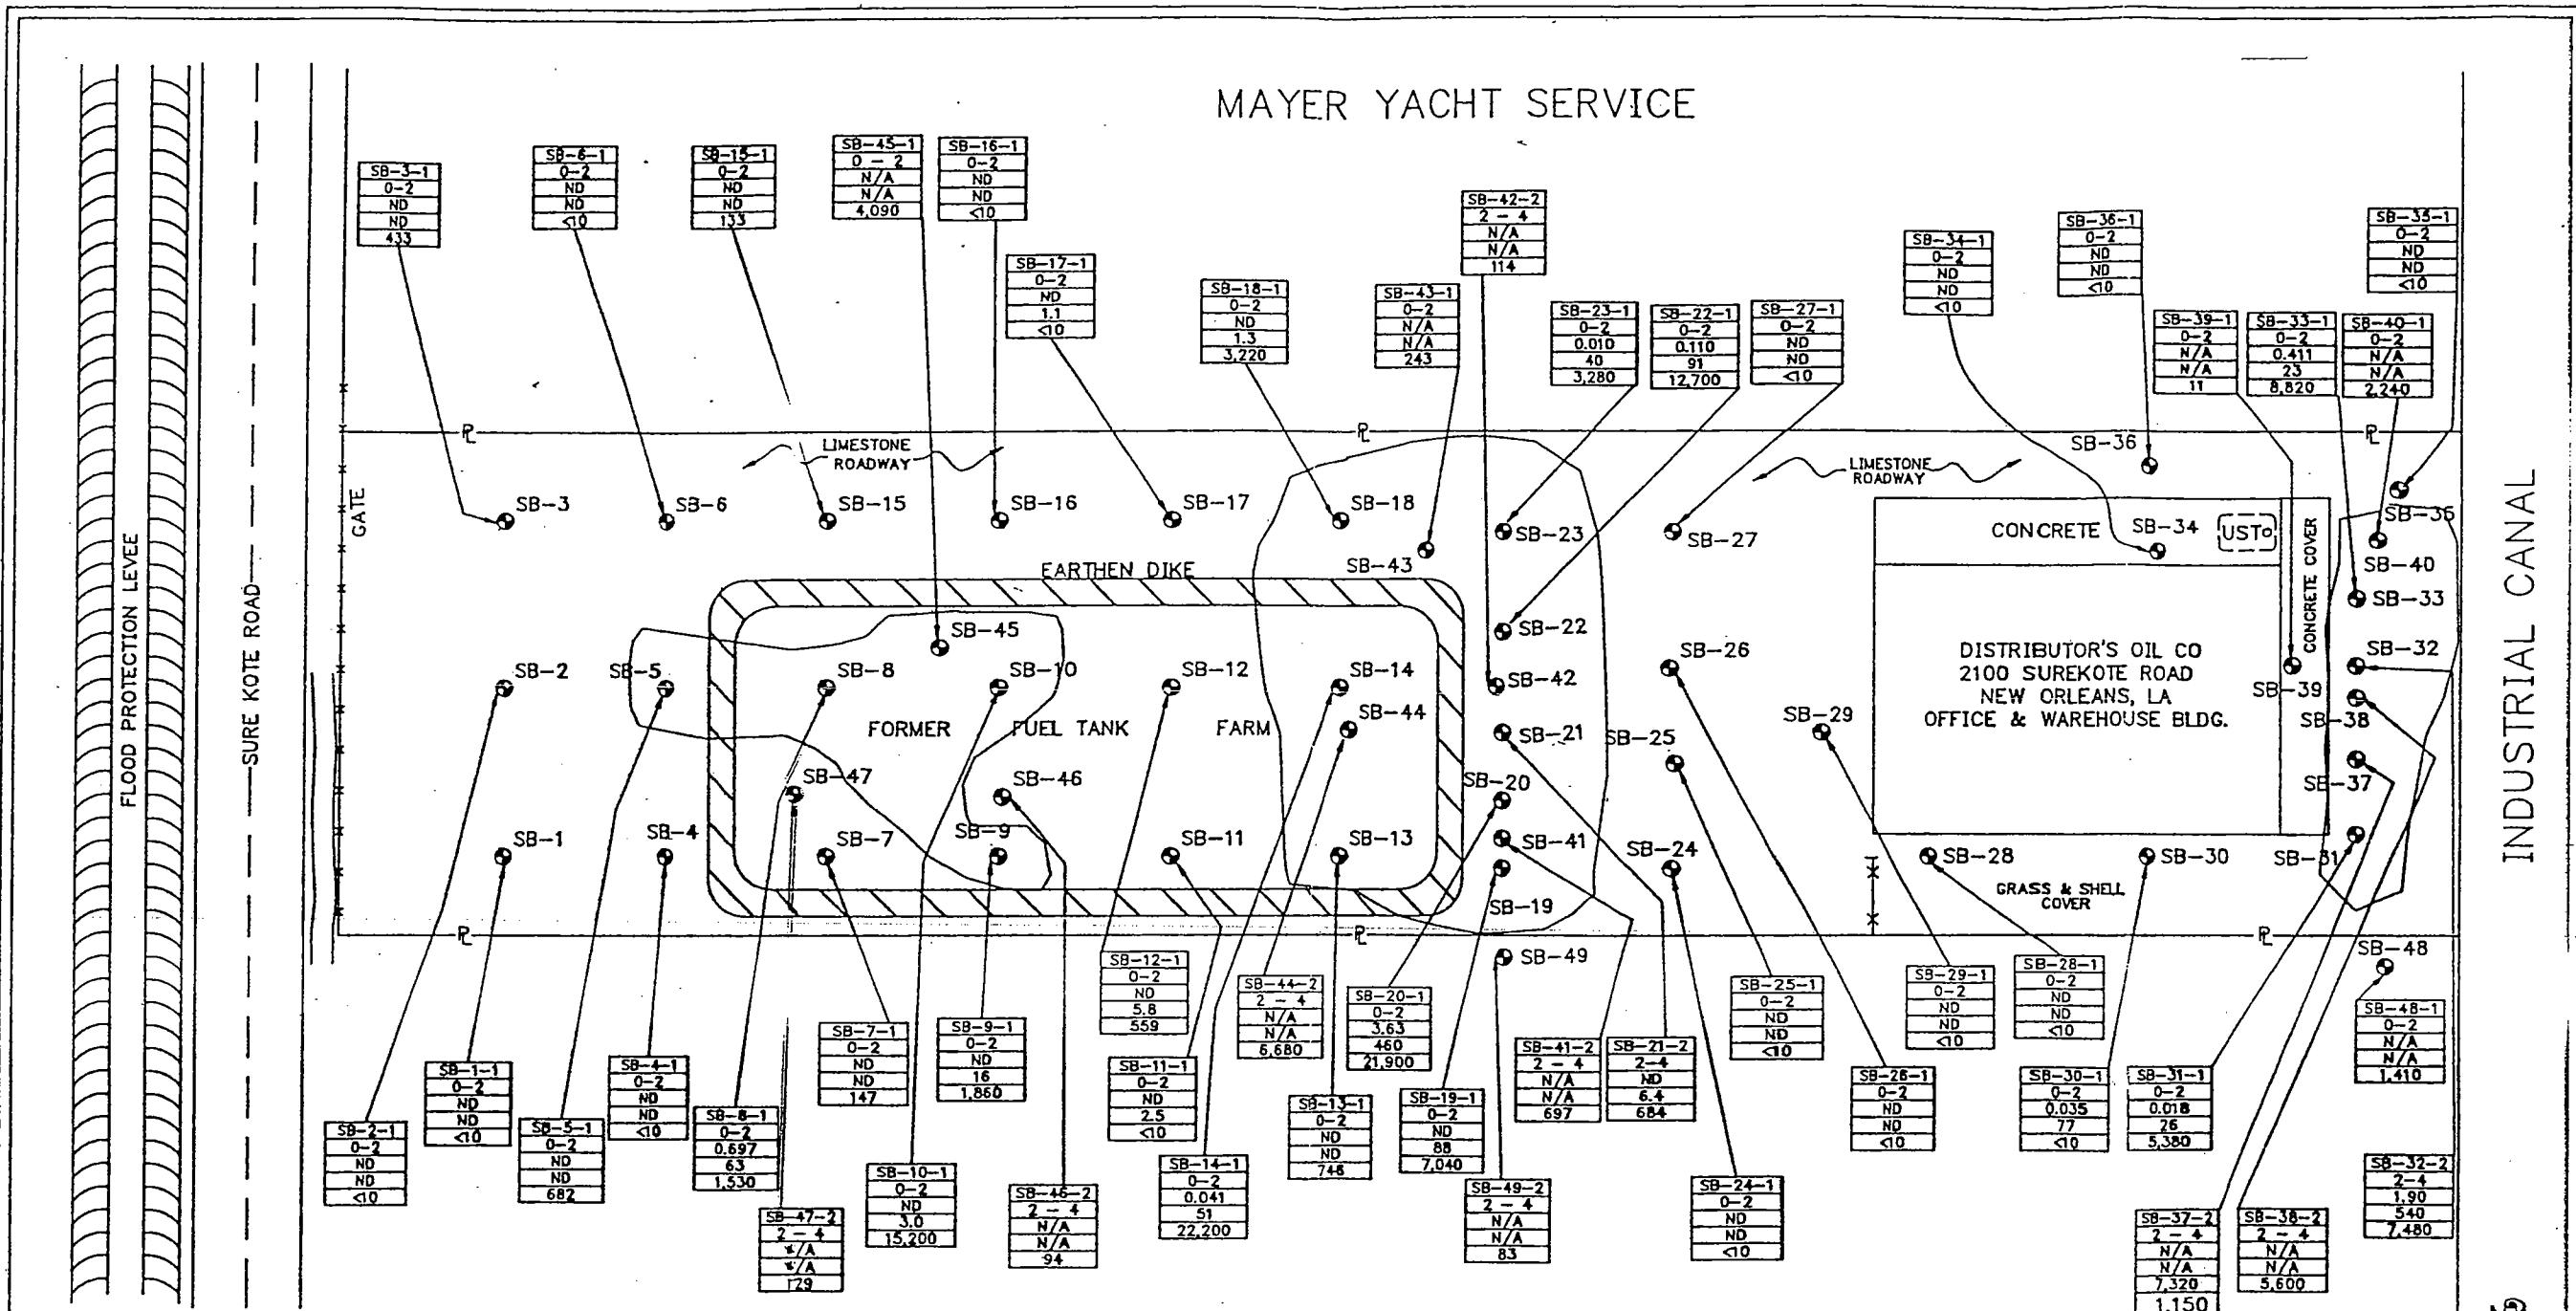 MAYER YACHT SERVICE
SB-3-1
0-2
ND
ND
433
SB-6-1
0-2
ND
ND
<10
SB-15-1
0-2
ND
ND
133
SB-45-1
0 - 2
N/A
N/A
4,090
SB-16-1
0-2
ND
ND
<10
SB-17-1
0-2
ND
1.1
<10
SB-18-1
0-2
ND
1.3
3,220
SB-43-1
0-2
N/A
N/A
243
SB-42-2
2 - 4
N/A
N/A
114
SB-23-1
0-2
0.010
40
3,280
SB-22-1
0-2
0.110
91
12,700
SB-27-1
0-2
ND
ND
<10
SB-34-1
0-2
ND
ND
<10
SB-36-1
0-2
ND
ND
<10
SB-39-1
0-2
N/A
N/A
11
SB-33-1
0-2
0.411
23
8,820
SB-40-1
0-2
N/A
N/A
2,240
SB-35-1
0-2
ND
ND
<10
FLOOD PROTECTION LEVEE
SURE KOTE ROAD
GATE
PL
PL
PL
LIMESTONE
ROADWAY
LIMESTONE
ROADWAY
SB-36
SB-3
SB-6
SB-15
SB-16
SB-17
SB-18
SB-43
SB-23
SB-27
CONCRETE
SB-34
UST
CONCRETE COVER
SB-40
SB-33
EARTHEN DIKE
SB-45
SB-22
SB-26
SB-32
SB-2
SB-5
SB-8
SB-10
SB-12
SB-14
SB-42
SB-39
SB-38
DISTRIBUTOR'S OIL CO
2100 SUREKOTE ROAD
NEW ORLEANS, LA
OFFICE & WAREHOUSE BLDG.
FORMER FUEL TANK FARM
SB-44
SB-21
SB-25
SB-29
SB-47
SB-46
SB-20
SB-37
SB-1
SB-4
SB-7
SB-9
SB-11
SB-13
SB-41
SB-24
SB-28
SB-30
SB-31
GRASS & SHELL
COVER
SB-19
SB-49
SB-48
PL
PL
PL
INDUSTRIAL CANAL
SB-2-1
0-2
ND
ND
<10
SB-1-1
0-2
ND
ND
<10
SB-5-1
0-2
ND
ND
682
SB-4-1
0-2
ND
ND
<10
SB-8-1
0-2
0.697
63
1,530
SB-47-2
2 - 4
129
SB-7-1
0-2
ND
ND
147
SB-10-1
0-2
ND
3.0
15,200
SB-9-1
0-2
ND
16
1,860
SB-46-2
2 - 4
N/A
N/A
94
SB-12-1
0-2
ND
5.8
559
SB-11-1
0-2
ND
2.5
<10
SB-14-1
0-2
0.041
51
22,200
SB-44-2
2 - 4
N/A
N/A
6,680
SB-13-1
0-2
ND
ND
748
SB-20-1
0-2
3.63
460
21,900
SB-19-1
0-2
ND
88
7,040
SB-49-2
2 - 4
N/A
N/A
83
SB-41-2
2 - 4
N/A
N/A
697
SB-21-2
2-4
ND
6.4
684
SB-24-1
0-2
ND
ND
<10
SB-25-1
0-2
ND
ND
<10
SB-26-1
0-2
ND
ND
<10
SB-29-1
0-2
ND
ND
<10
SB-28-1
0-2
ND
ND
<10
SB-30-1
0-2
0.035
77
<10
SB-31-1
0-2
0.018
26
5,380
SB-37-2
2 - 4
N/A
N/A
7,320
1,150
SB-38-2
2 - 4
N/A
N/A
5,600
SB-48-1
0-2
N/A
N/A
1,410
SB-32-2
2-4
1.90
540
7,480